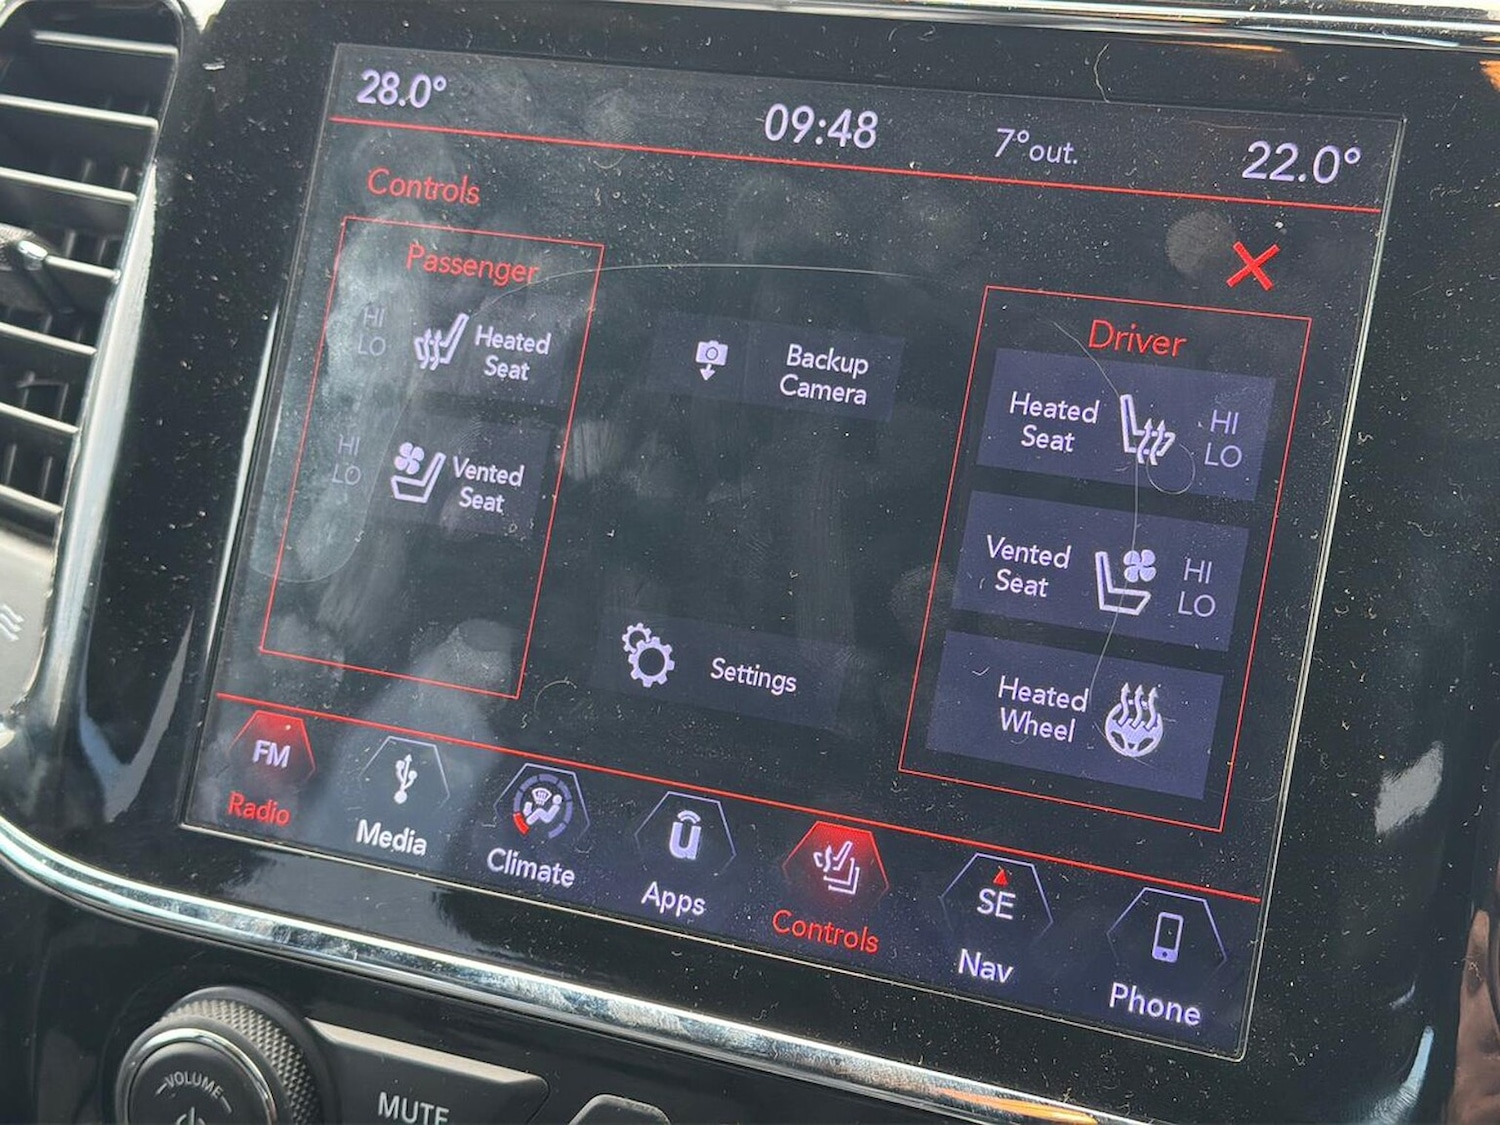 28.0° 09:48 7°out. 22.0°
Controls
Passenger
HI
LO
Heated
Seat
HI
LO
Vented
Seat
Backup
Camera
Settings
Driver
Heated
Seat
HI
LO
Vented
Seat
HI
LO
Heated
Wheel
FM
Radio
Media
Climate
Apps
Controls
SE
Nav
Phone
VOLUME
MUTE